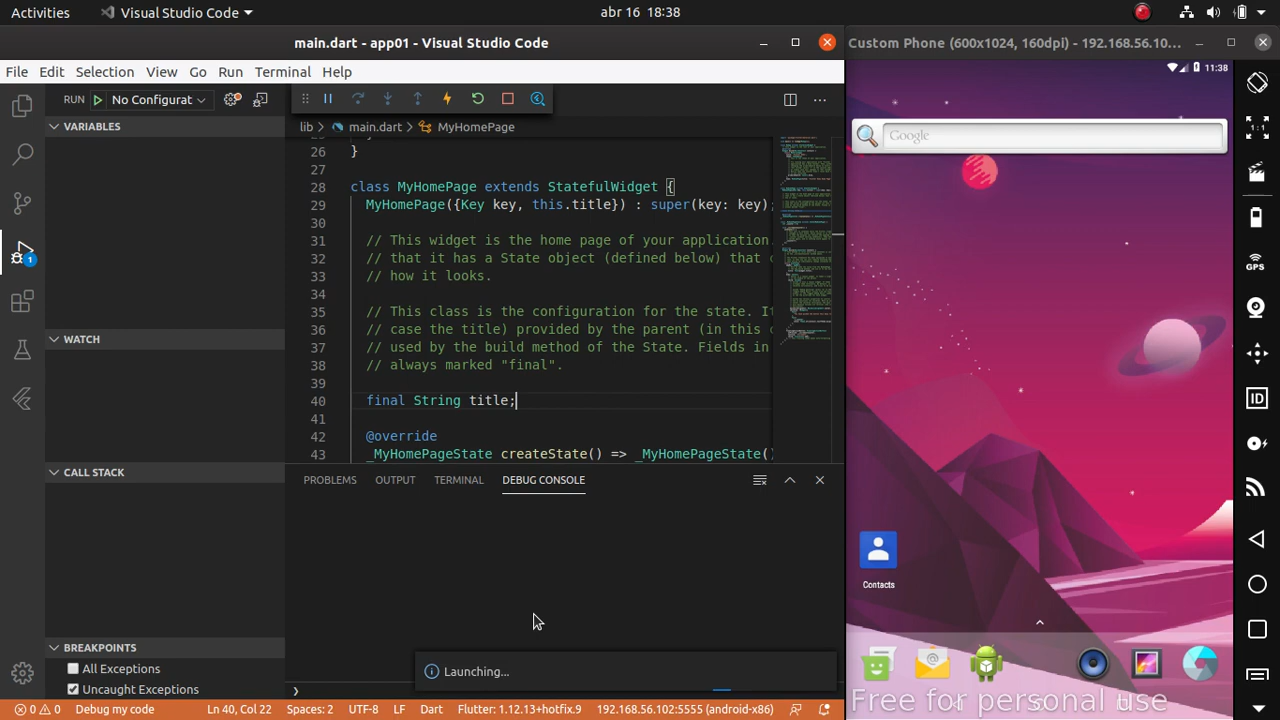 Activities
Visual Studio Code
abr 16 18:38
main.dart - app01 - Visual Studio Code
File Edit Selection View Go Run Terminal Help
RUN No Configurat
VARIABLES
WATCH
CALL STACK
BREAKPOINTS
All Exceptions
Uncaught Exceptions
1
lib > main.dart > MyHomePage
26 }
27
28 class MyHomePage extends StatefulWidget {
29 MyHomePage({Key key, this.title}) : super(key: key);
30
31 // This widget is the home page of your application.
32 // that it has a State object (defined below) that
33 // how it looks.
34
35 // This class is the configuration for the state. It
36 // case the title) provided by the parent (in this
37 // used by the build method of the State. Fields in
38 // always marked "final".
39
40 final String title;
41
42 @override
43 _MyHomePageState createState() => _MyHomePageState()
PROBLEMS OUTPUT TERMINAL DEBUG CONSOLE
Launching...
0 0 Debug my code Ln 40, Col 22 Spaces: 2 UTF-8 LF Dart Flutter: 1.12.13+hotfix.9 192.168.56.102:5555 (android-x86)
Custom Phone (600x1024, 160dpi) - 192.168.56.102...
11:38
Google
Contacts
1:1
GPS
ID
Free for personal use